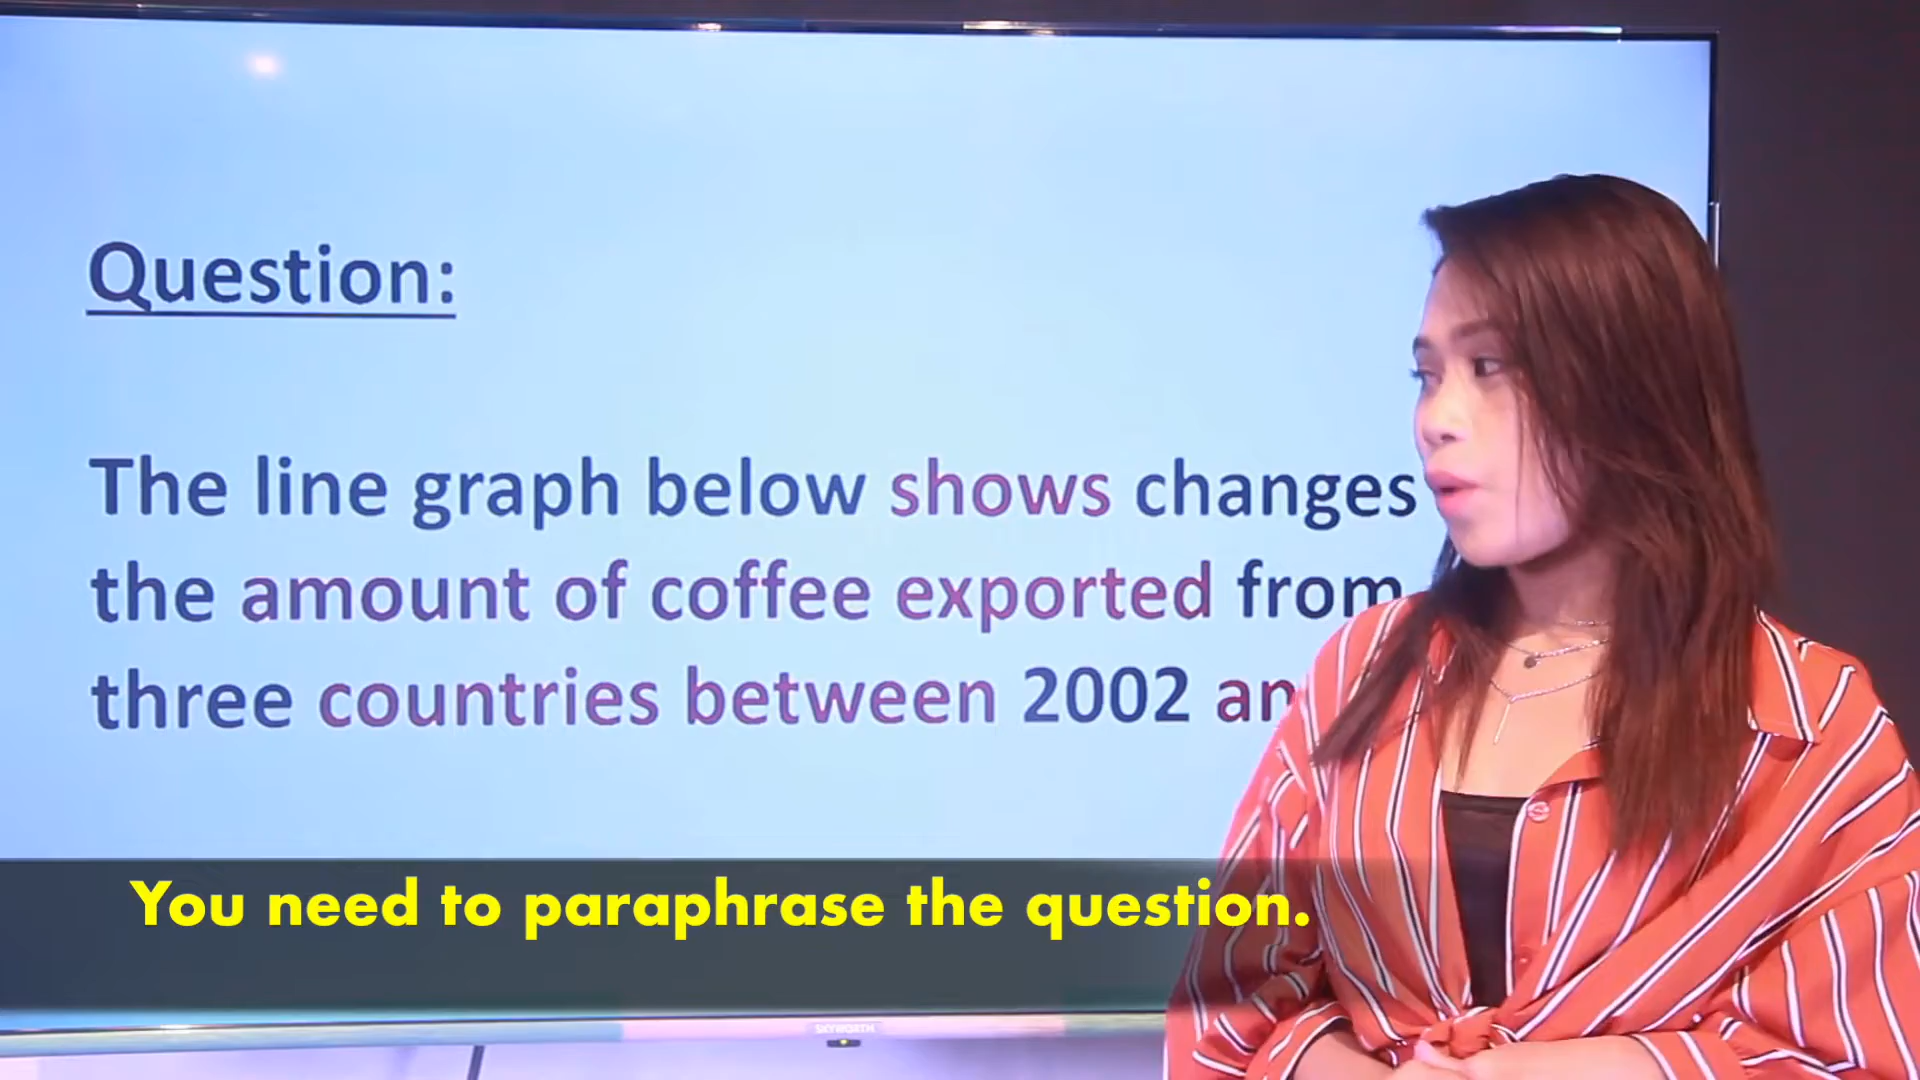 Question:
The line graph below shows changes
the amount of coffee exported from
three countries between 2002 an
You need to paraphrase the question.
SKYWORTH